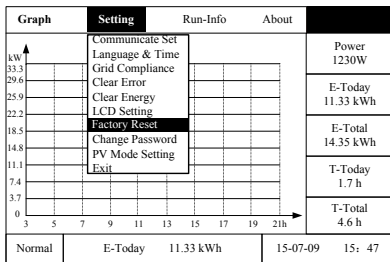 Graph Setting Run-Info About
Communicate Set
Language & Time
Grid Compliance
Clear Error
Clear Energy
LCD Setting
Factory Reset
Change Password
PV Mode Setting
Exit
kW
33.3
29.6
25.9
22.2
18.5
14.8
11.1
7.4
3.7
0
3 5 7 9 11 13 15 17 19 21h
Power
1230W
E-Today
11.33 kWh
E-Total
14.35 kWh
T-Today
1.7 h
T-Total
4.6 h
Normal E-Today 11.33 kWh 15-07-09 15: 47